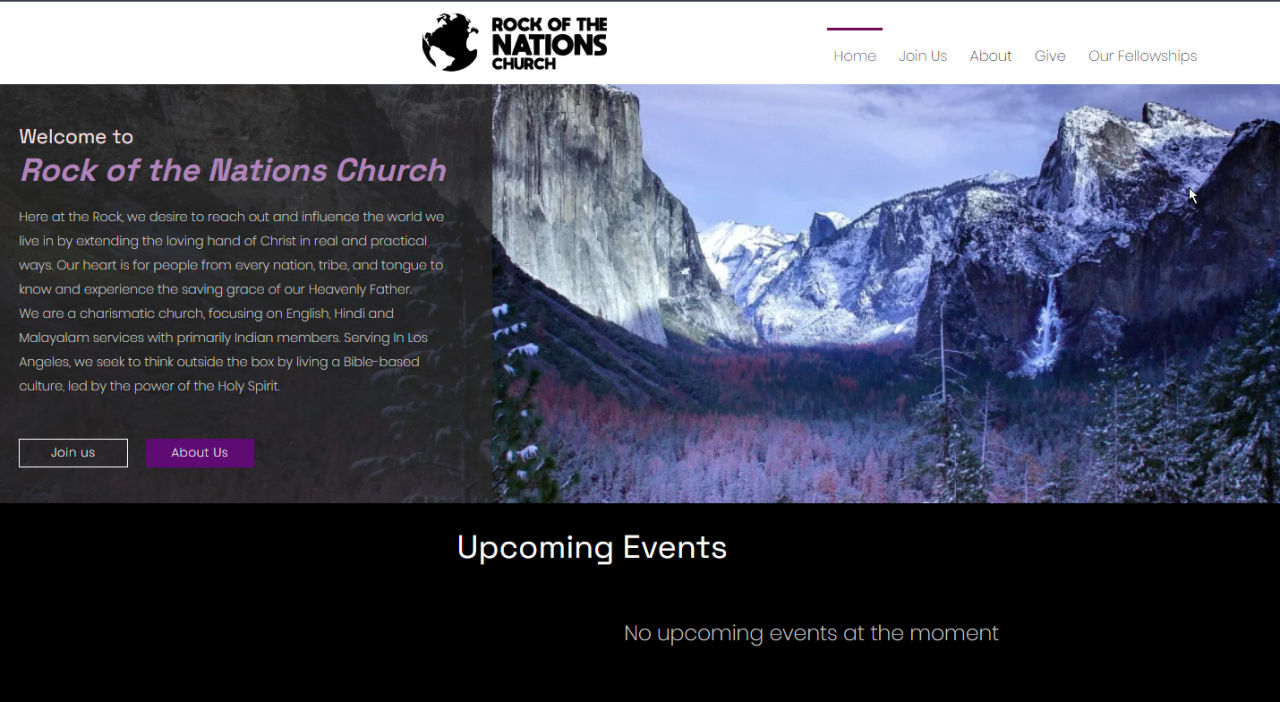 ROCK OF THE
NATIONS
CHURCH
Home Join Us About Give Our Fellowships
Welcome to
Rock of the Nations Church
Here at the Rock, we desire to reach out and influence the world we
live in by extending the loving hand of Christ in real and practical
ways. Our heart is for people from every nation, tribe, and tongue to
know and experience the saving grace of our Heavenly Father.
We are a charismatic church, focusing on English, Hindi and
Malayalam services with primarily Indian members. Serving In Los
Angeles, we seek to think outside the box by living a Bible-based
culture, led by the power of the Holy Spirit.
Join us About Us
Upcoming Events
No upcoming events at the moment